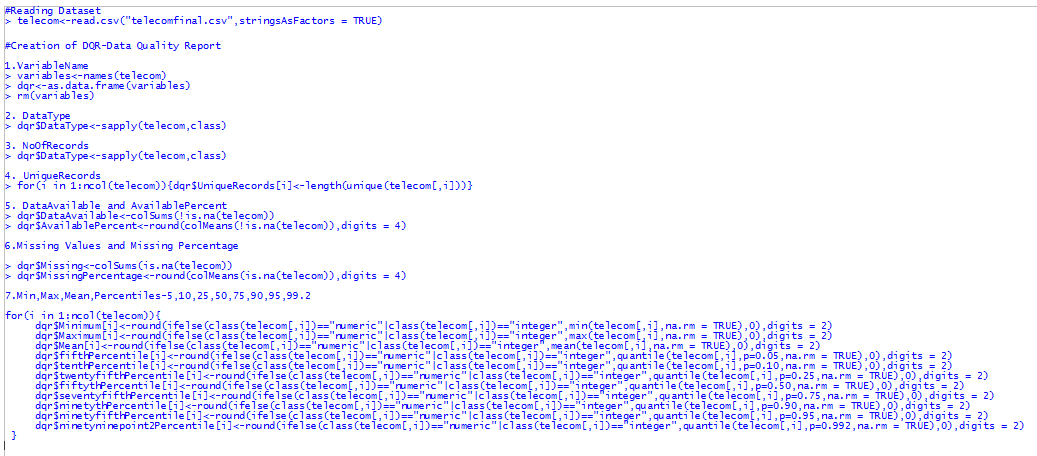 #Reading Dataset
> telecom<-read.csv("telecomfinal.csv",stringsAsFactors = TRUE)
#Creation of DQR-Data Quality Report
1.VariableName
> variables<-names(telecom)
> dqr<-as.data.frame(variables)
> rm(variables)
2. DataType
> dqr$DataType<-sapply(telecom,class)
3. NoOfRecords
> dqr$DataType<-sapply(telecom,class)
4. UniqueRecords
> for(i in 1:ncol(telecom)){dqr$UniqueRecords[i]<-length(unique(telecom[,i]))}
5. DataAvailable and AvailablePercent
> dqr$DataAvailable<-colSums(!is.na(telecom))
> dqr$AvailablePercent<-round(colMeans(!is.na(telecom)),digits = 4)
6.Missing Values and Missing Percentage
> dqr$Missing<-colSums(is.na(telecom))
> dqr$MissingPercentage<-round(colMeans(is.na(telecom)),digits = 4)
7.Min,Max,Mean,Percentiles-5,10,25,50,75,90,95,99.2
for(i in 1:ncol(telecom)){
dqr$Minimum[i]<-round(ifelse(class(telecom[,i])=="numeric"|class(telecom[,i])=="integer",min(telecom[,i],na.rm = TRUE),0),digits = 2)
dqr$Maximum[i]<-round(ifelse(class(telecom[,i])=="numeric"|class(telecom[,i])=="integer",max(telecom[,i],na.rm = TRUE),0),digits = 2)
dqr$Mean[i]<-round(ifelse(class(telecom[,i])=="numeric"|class(telecom[,i])=="integer",mean(telecom[,i],na.rm = TRUE),0),digits = 2)
dqr$fifthPercentile[i]<-round(ifelse(class(telecom[,i])=="numeric"|class(telecom[,i])=="integer",quantile(telecom[,i],p=0.05,na.rm = TRUE),0),digits = 2)
dqr$tenthPercentile[i]<-round(ifelse(class(telecom[,i])=="numeric"|class(telecom[,i])=="integer",quantile(telecom[,i],p=0.10,na.rm = TRUE),0),digits = 2)
dqr$twentyfifthPercentile[i]<-round(ifelse(class(telecom[,i])=="numeric"|class(telecom[,i])=="integer",quantile(telecom[,i],p=0.25,na.rm = TRUE),0),digits = 2)
dqr$fiftythPercentile[i]<-round(ifelse(class(telecom[,i])=="numeric"|class(telecom[,i])=="integer",quantile(telecom[,i],p=0.50,na.rm = TRUE),0),digits = 2)
dqr$seventyfifthPercentile[i]<-round(ifelse(class(telecom[,i])=="numeric"|class(telecom[,i])=="integer",quantile(telecom[,i],p=0.75,na.rm = TRUE),0),digits = 2)
dqr$ninetythPercentile[i]<-round(ifelse(class(telecom[,i])=="numeric"|class(telecom[,i])=="integer",quantile(telecom[,i],p=0.90,na.rm = TRUE),0),digits = 2)
dqr$ninetyfifthPercentile[i]<-round(ifelse(class(telecom[,i])=="numeric"|class(telecom[,i])=="integer",quantile(telecom[,i],p=0.95,na.rm = TRUE),0),digits = 2)
dqr$ninetyninepoint2Percentile[i]<-round(ifelse(class(telecom[,i])=="numeric"|class(telecom[,i])=="integer",quantile(telecom[,i],p=0.992,na.rm = TRUE),0),digits = 2)
}